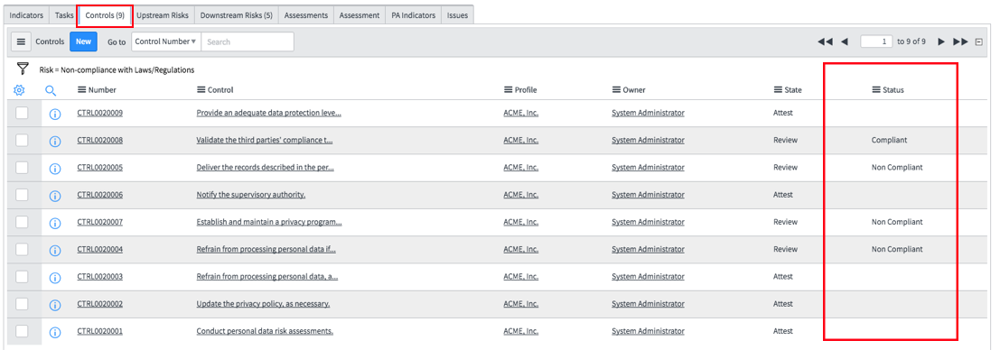 Indicators Tasks Controls (9) Upstream Risks Downstream Risks (5) Assessments Assessment PA Indicators Issues
Controls New Go to Control Number Search 1 to 9 of 9
Risk = Non-compliance with Laws/Regulations
Number Control Profile Owner State Status
CTRL0020009 Provide an adequate data protection leve... ACME, Inc. System Administrator Attest
CTRL0020008 Validate the third parties' compliance t... ACME, Inc. System Administrator Review Compliant
CTRL0020005 Deliver the records described in the per... ACME, Inc. System Administrator Review Non Compliant
CTRL0020006 Notify the supervisory authority. ACME, Inc. System Administrator Attest
CTRL0020007 Establish and maintain a privacy program... ACME, Inc. System Administrator Review Non Compliant
CTRL0020004 Refrain from processing personal data if... ACME, Inc. System Administrator Review Non Compliant
CTRL0020003 Refrain from processing personal data, a... ACME, Inc. System Administrator Attest
CTRL0020002 Update the privacy policy, as necessary. ACME, Inc. System Administrator Attest
CTRL0020001 Conduct personal data risk assessments. ACME, Inc. System Administrator Attest